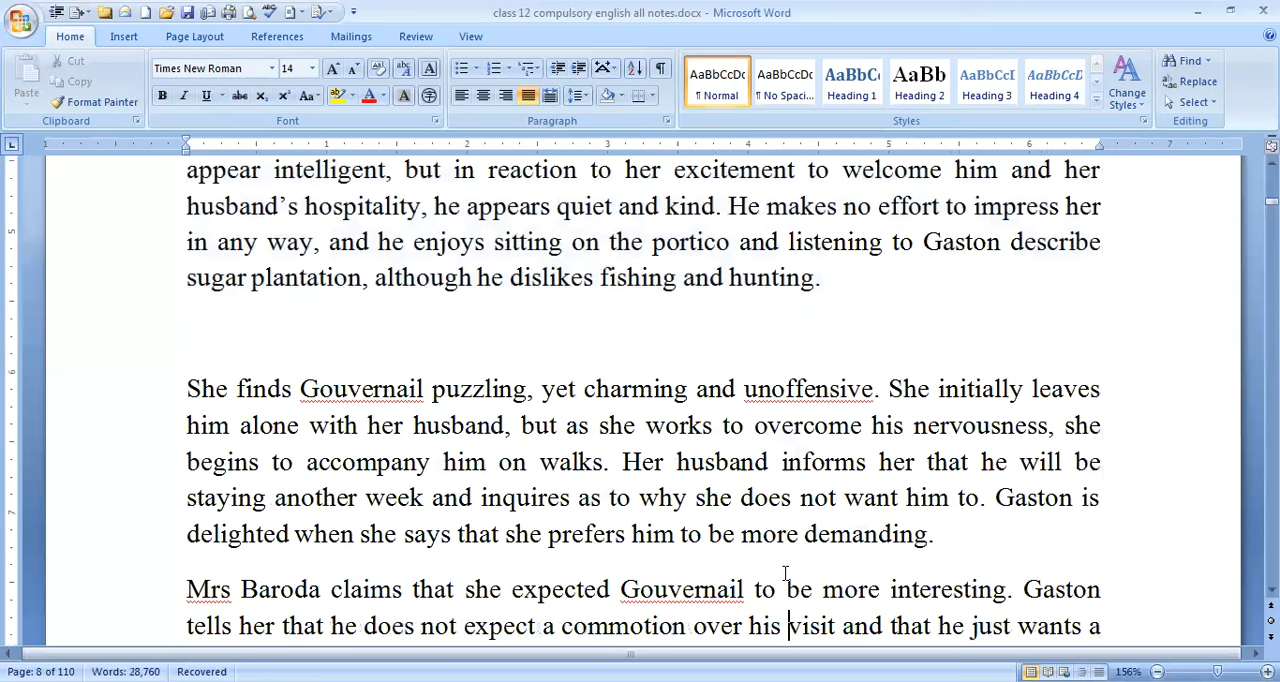 class 12 compulsory english all notes.docx - Microsoft Word
Home Insert Page Layout References Mailings Review View
Paste
Cut
Copy
Format Painter
Clipboard
Times New Roman 14
Font
Paragraph
AaBbCcDc AaBbCcDc AaBbC AaBb AaBbCcI AaBbCcD
¶ Normal ¶ No Spaci... Heading 1 Heading 2 Heading 3 Heading 4
Change
Styles
Styles
Find
Replace
Select
Editing
1 1 2 3 4 5 6 7
appear intelligent, but in reaction to her excitement to welcome him and her
husband’s hospitality, he appears quiet and kind. He makes no effort to impress her
in any way, and he enjoys sitting on the portico and listening to Gaston describe
sugar plantation, although he dislikes fishing and hunting.
She finds Gouvernail puzzling, yet charming and unoffensive. She initially leaves
him alone with her husband, but as she works to overcome his nervousness, she
begins to accompany him on walks. Her husband informs her that he will be
staying another week and inquires as to why she does not want him to. Gaston is
delighted when she says that she prefers him to be more demanding.
Mrs Baroda claims that she expected Gouvernail to be more interesting. Gaston
tells her that he does not expect a commotion over his visit and that he just wants a
Page: 8 of 110 Words: 28,760 Recovered 156%